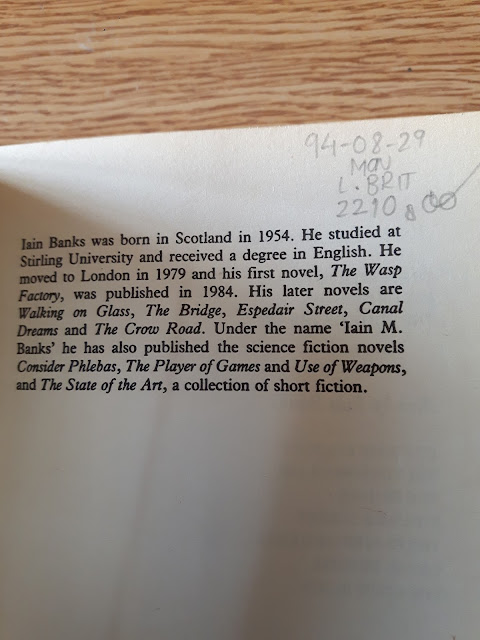 94-08-29
MON
L. BRIT
2210
Iain Banks was born in Scotland in 1954. He studied at
Stirling University and received a degree in English. He
moved to London in 1979 and his first novel, The Wasp
Factory, was published in 1984. His later novels are
Walking on Glass, The Bridge, Espedair Street, Canal
Dreams and The Crow Road. Under the name ‘Iain M.
Banks’ he has also published the science fiction novels
Consider Phlebas, The Player of Games and Use of Weapons,
and The State of the Art, a collection of short fiction.